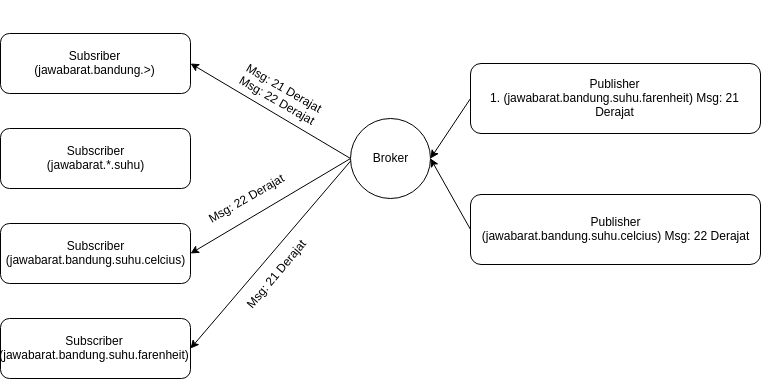 Subsriber
(jawabarat.bandung.>)
Subscriber
(jawabarat.*.suhu)
Subscriber
(jawabarat.bandung.suhu.celcius)
Subscriber
(jawabarat.bandung.suhu.farenheit)
Msg: 21 Derajat
Msg: 22 Derajat
Msg: 22 Derajat
Msg: 21 Derajat
Broker
Publisher
1. (jawabarat.bandung.suhu.farenheit) Msg: 21
Derajat
Publisher
(jawabarat.bandung.suhu.celcius) Msg: 22 Derajat